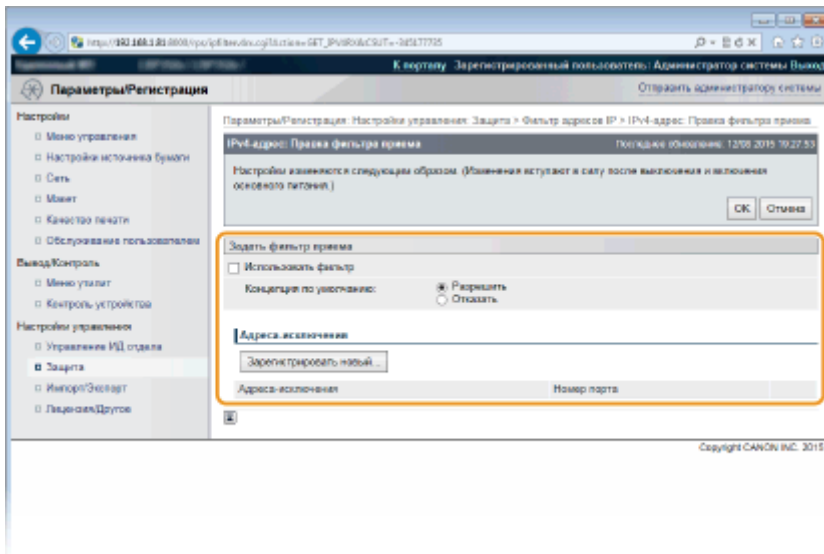 К порталу Зарегистрированный пользователь: Администратор системы Выход
Параметры/Регистрация
Отправить администратору системы
Настройки
Меню управления
Настройки источника бумаги
Сеть
Макет
Качество печати
Обслуживание пользователем
Вывод/Контроль
Меню утилит
Контроль устройства
Настройки управления
Управление ИД отдела
Защита
Импорт/Экспорт
Лицензия/Другое
Параметры/Регистрация: Настройки управления: Защита > Фильтр адресов IP > IPv4-адрес: Правка фильтра приема
IPv4-адрес: Правка фильтра приема
Последнее обновление: 12/08 2015 19:27:53
Настройки изменяются следующим образом. (Изменения вступают в силу после выключения и включения
основного питания.)
OK Отмена
Задать фильтр приема
Использовать фильтр
Концепция по умолчанию:
Разрешить
Отказать
Адреса-исключения
Зарегистрировать новый...
Адреса-исключения
Номер порта
Copyright CANON INC. 2015